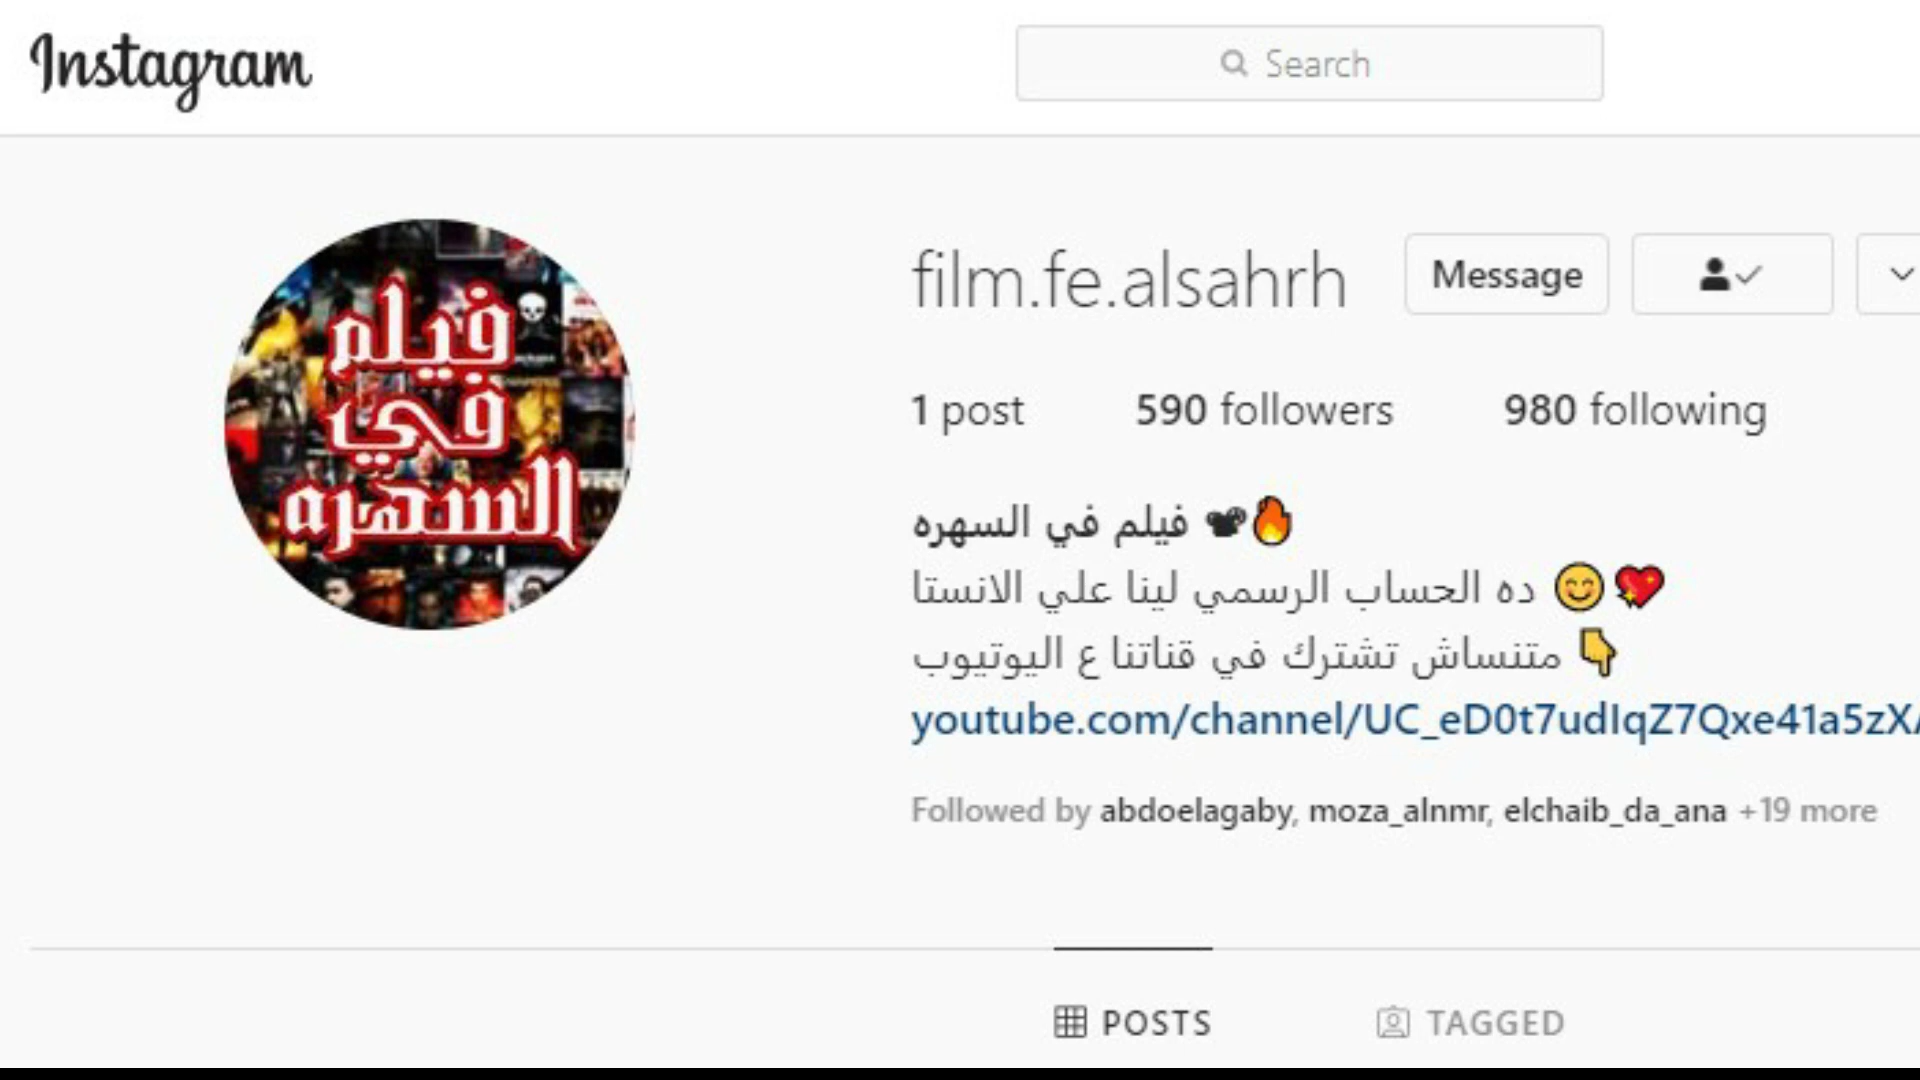 Instagram
Search
فيلم
في
السهره
film.fe.alsahrh
Message
1 post 590 followers 980 following
فيلم في السهره 📽🔥
ده الحساب الرسمي لينا علي الانستا 😊💖
متنساش تشترك في قناتنا ع اليوتيوب 👇
youtube.com/channel/UC_eD0t7udIqZ7Qxe41a5zX
Followed by abdoelagaby, moza_alnmr, elchaib_da_ana +19 more
POSTS TAGGED